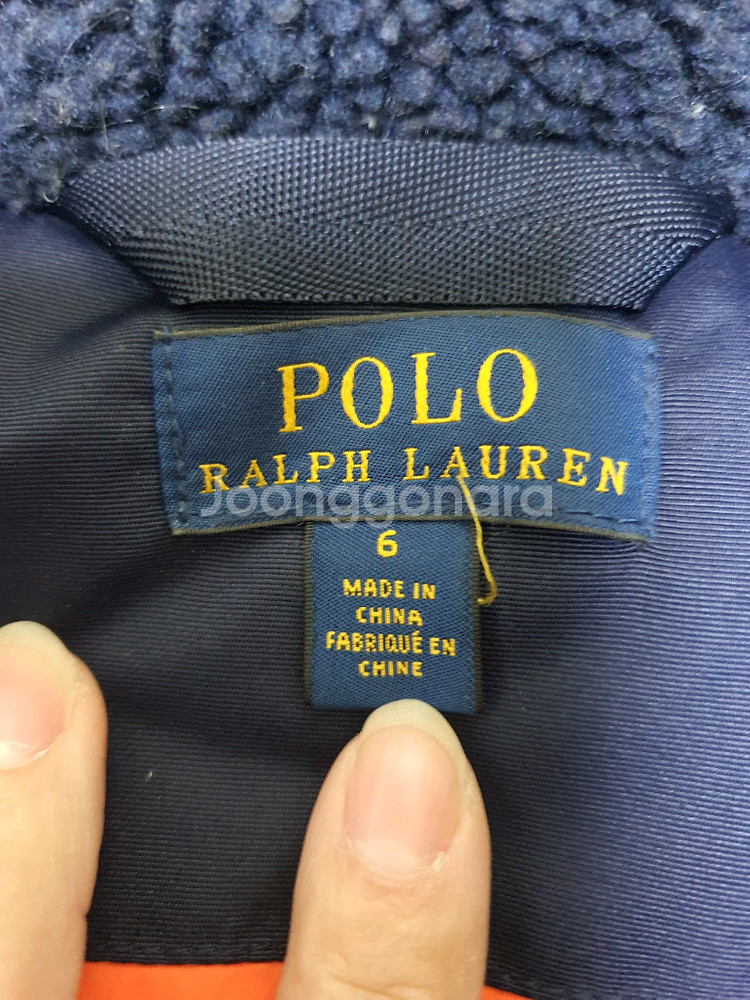 POLO
RALPH LAUREN
Joonggonara
6
MADE IN
CHINA
FABRIQUÉ EN
CHINE